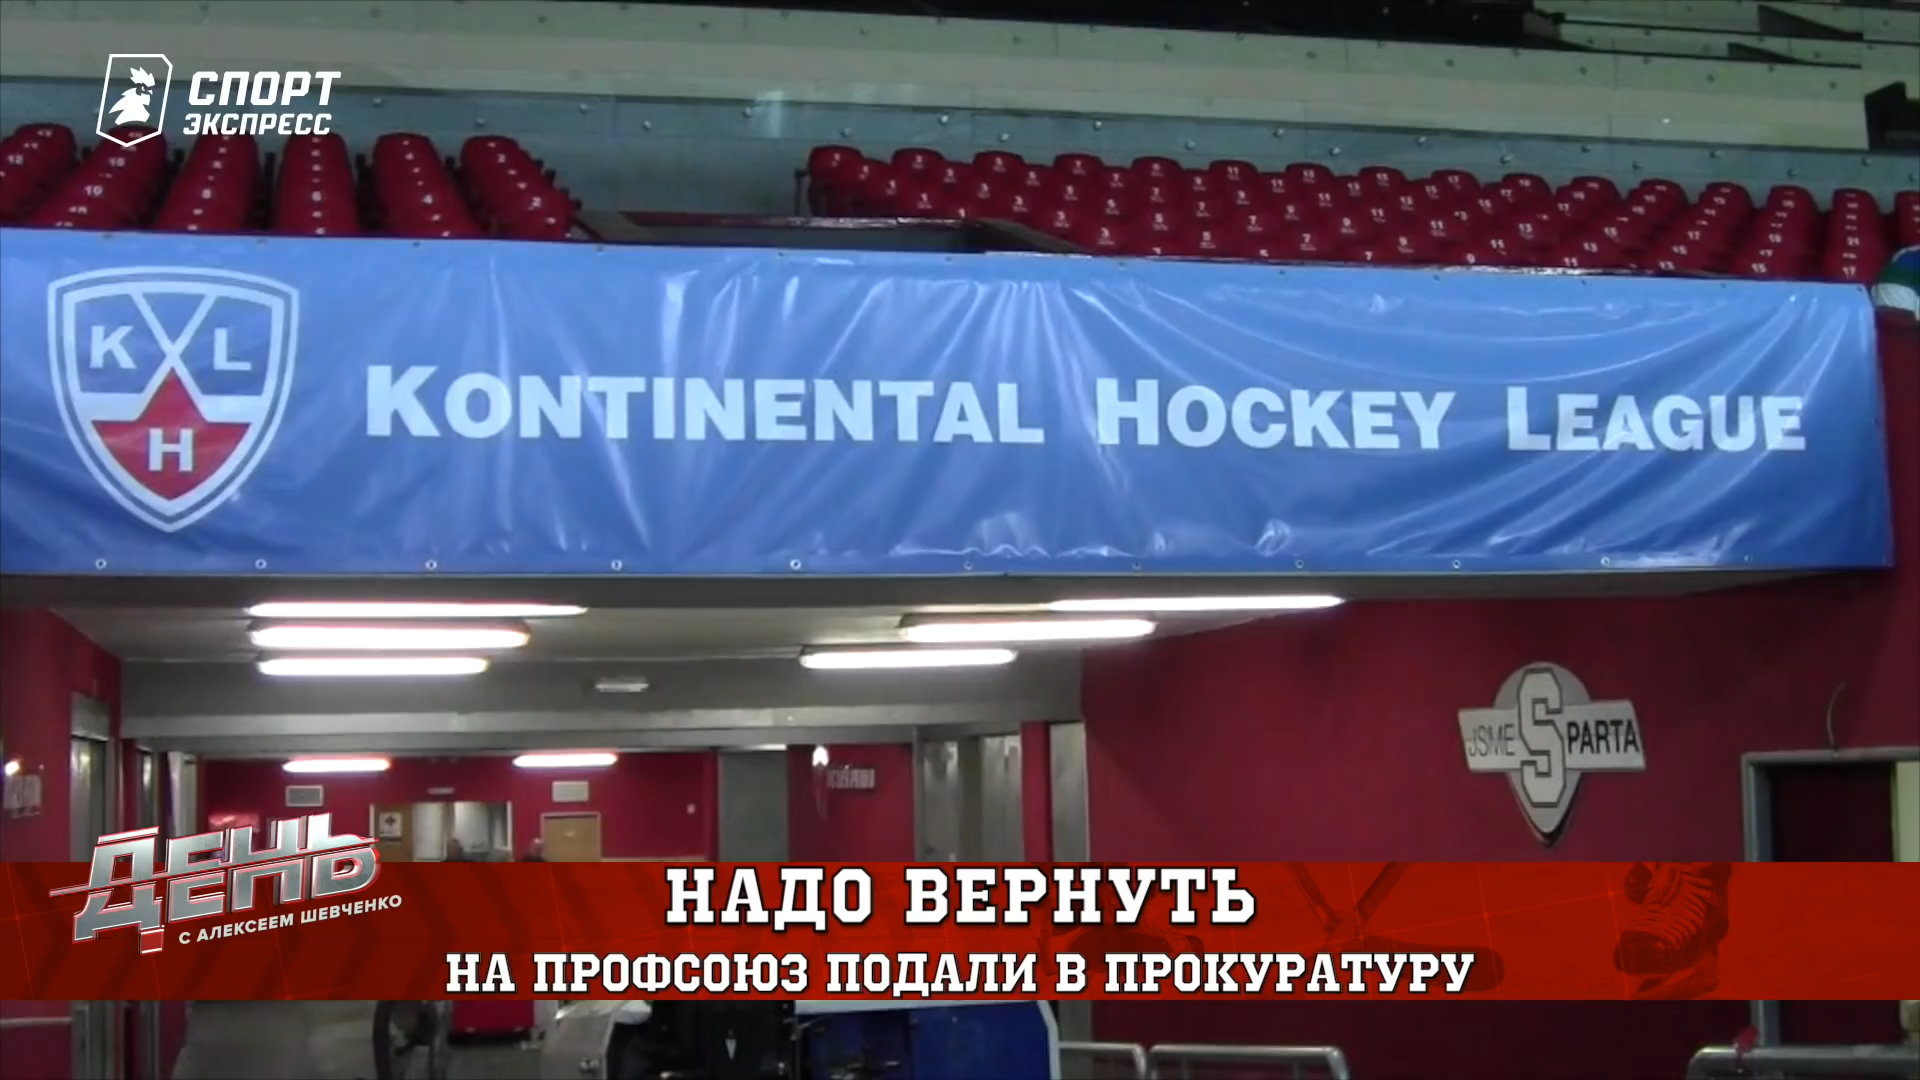 СПОРТ
ЭКСПРЕСС
K L
H
KONTINENTAL HOCKEY LEAGUE
JSME SPARTA
ДЕНЬ
С АЛЕКСЕЕМ ШЕВЧЕНКО
НАДО ВЕРНУТЬ
НА ПРОФСОЮЗ ПОДАЛИ В ПРОКУРАТУРУ